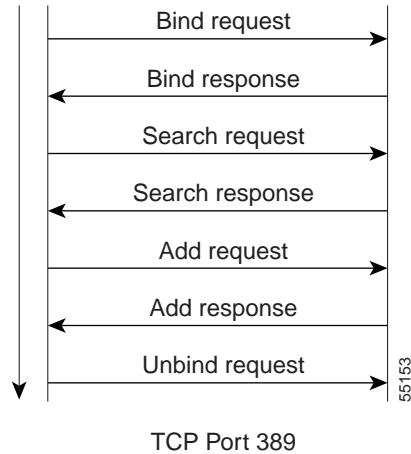 Bind request
Bind response
Search request
Search response
Add request
Add response
Unbind request
55153
TCP Port 389